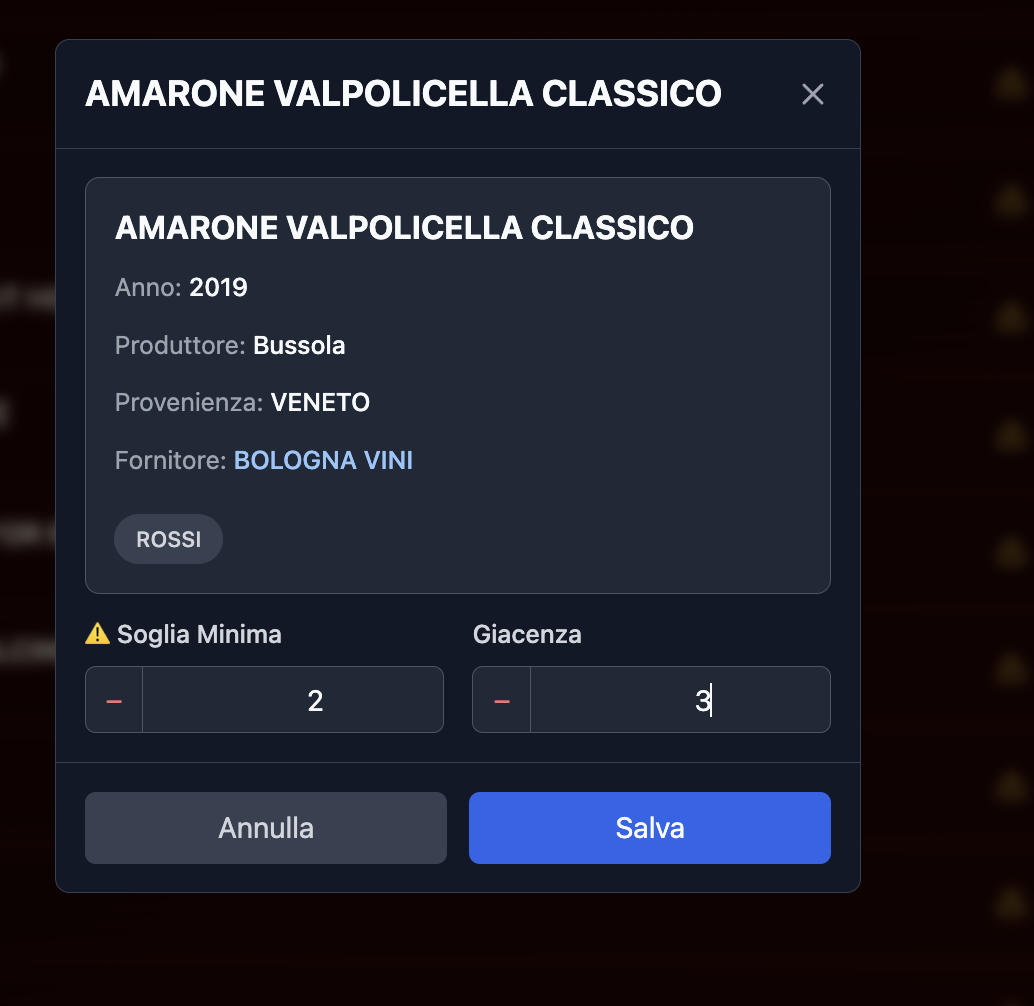 AMARONE VALPOLICELLA CLASSICO
AMARONE VALPOLICELLA CLASSICO
Anno: 2019
Produttore: Bussola
Provenienza: VENETO
Fornitore: BOLOGNA VINI
ROSSI
⚠️ Soglia Minima
Giacenza
− 2
− 3
Annulla
Salva